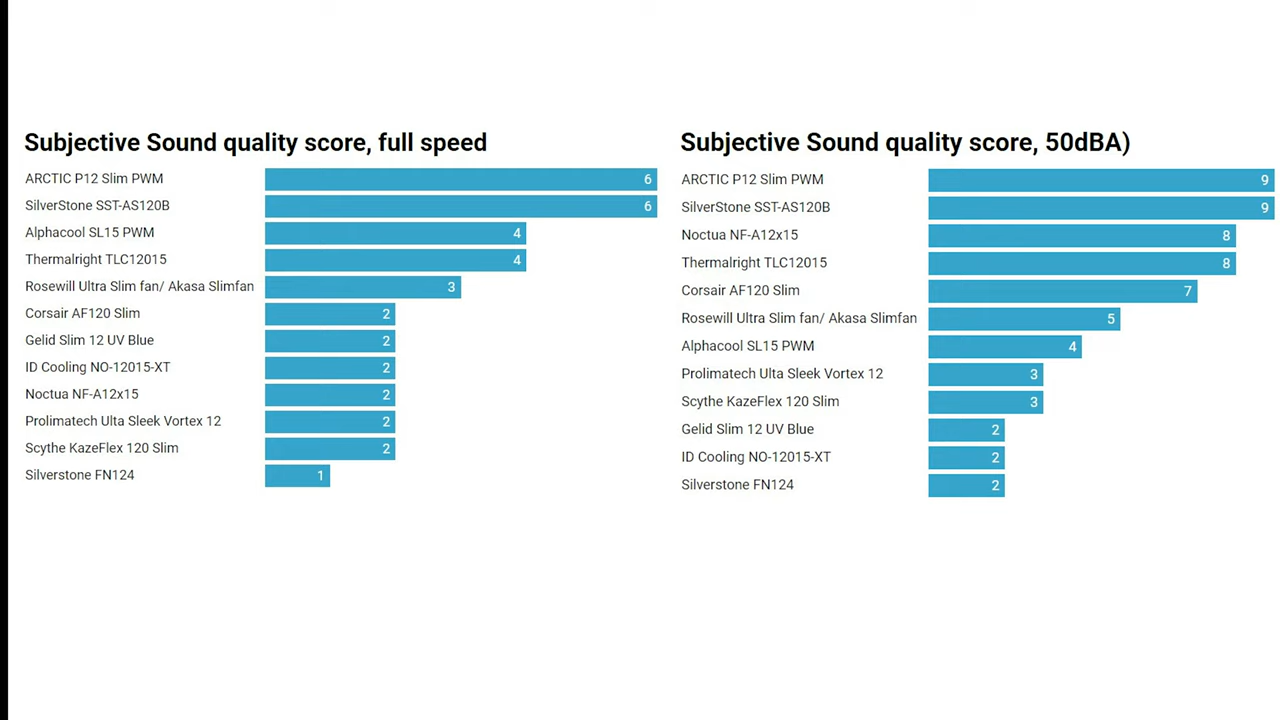 Subjective Sound quality score, full speed
ARCTIC P12 Slim PWM 6
SilverStone SST-AS120B 6
Alphacool SL15 PWM 4
Thermalright TLC12015 4
Rosewill Ultra Slim fan/ Akasa Slimfan 3
Corsair AF120 Slim 2
Gelid Slim 12 UV Blue 2
ID Cooling NO-12015-XT 2
Noctua NF-A12x15 2
Prolimatech Ulta Sleek Vortex 12 2
Scythe KazeFlex 120 Slim 2
Silverstone FN124 1
Subjective Sound quality score, 50dBA)
ARCTIC P12 Slim PWM 9
SilverStone SST-AS120B 9
Noctua NF-A12x15 8
Thermalright TLC12015 8
Corsair AF120 Slim 7
Rosewill Ultra Slim fan/ Akasa Slimfan 5
Alphacool SL15 PWM 4
Prolimatech Ulta Sleek Vortex 12 3
Scythe KazeFlex 120 Slim 3
Gelid Slim 12 UV Blue 2
ID Cooling NO-12015-XT 2
Silverstone FN124 2